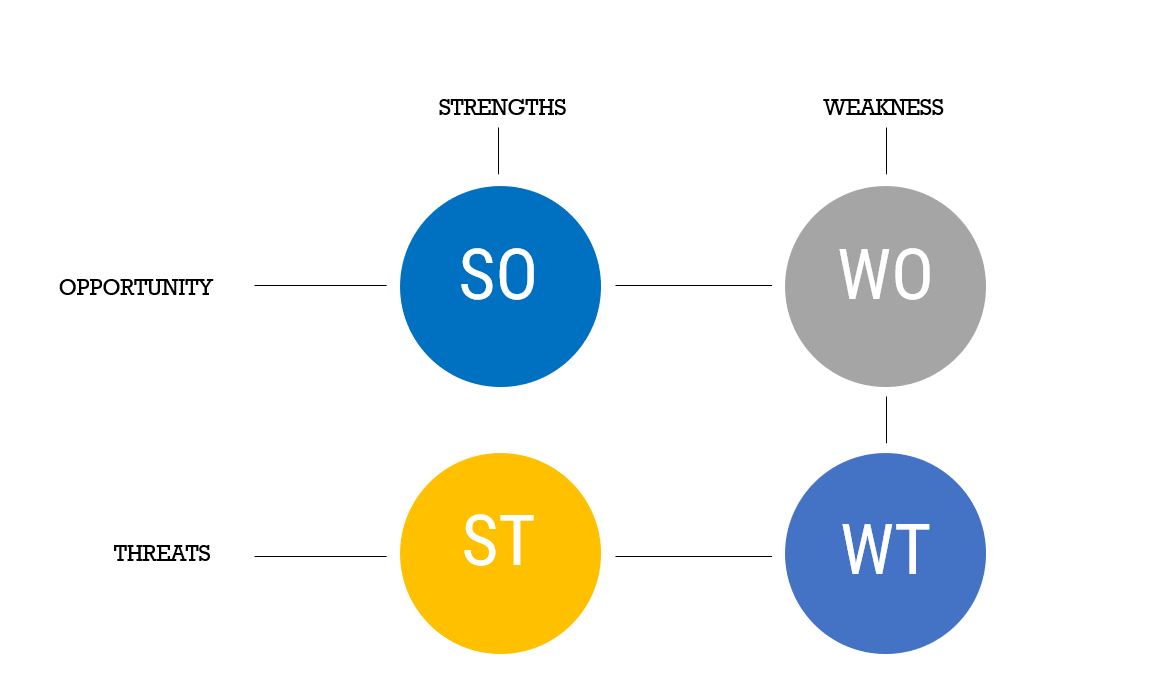 STRENGTHS
WEAKNESS
OPPORTUNITY
SO
WO
THREATS
ST
WT